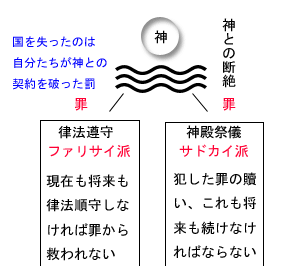 国を失ったのは
自分たちが神との
契約を破った罰
神
神との断絶
罪
罪
律法遵守
ファリサイ派
現在も将来も
律法順守しな
ければ罪から
救われない
神殿祭儀
サドカイ派
犯した罪の贖
い、これも将
来も続けなけ
ればならない